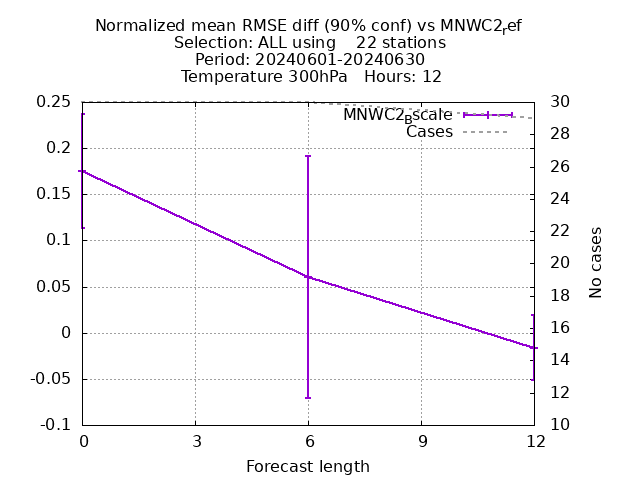 Normalized mean RMSE diff (90% conf) vs MNWC2ref
Selection: ALL using 22 stations
Period: 20240601-20240630
Temperature 300hPa Hours: 12
MNWC2Bscale
Cases
0.25
0.2
0.15
0.1
0.05
0
-0.05
-0.1
30
28
26
24
22
20
18
16
14
12
10
No cases
0 3 6 9 12
Forecast length